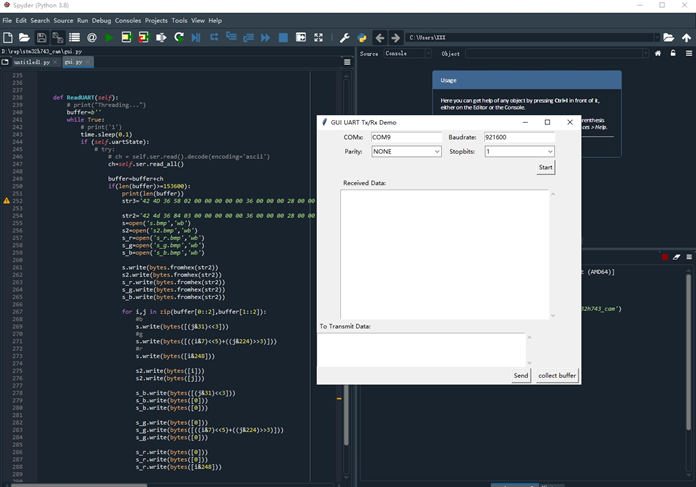 Spyder (Python 3.8)
File Edit Search Source Run Debug Consoles Projects Tools View Help
C:\Users\XXX
D:\rep\stm32h743_cam\gui.py
untitled1.py
gui.py
Source Console Object
Usage
Here you can get help of any object by pressing Ctrl+I in front of it,
either on the Editor or the Console.
235
236
237
238 def ReadUART(self):
239 # print("Threading...")
240 buffer=b''
241 while True:
242 # print('1')
243 time.sleep(0.1)
244 if (self.uartState):
245 # try:
246 # ch = self.ser.read().decode(encoding='ascii')
247 ch=self.ser.read_all()
248
249 buffer=buffer+ch
250 if(len(buffer)>=153600):
251 print(len(buffer))
252 str3='42 4D 36 58 02 00 00 00 00 00 36 00 00 00 28 00 00
253
254 str2='42 4d 36 84 03 00 00 00 00 00 36 00 00 00 28 00 00
255 s=open('s.bmp','wb')
256 s2=open('s2.bmp','wb')
257 s_r=open('s_r.bmp','wb')
258 s_g=open('s_g.bmp','wb')
259 s_b=open('s_b.bmp','wb')
260
261 s.write(bytes.fromhex(str2))
262 s2.write(bytes.fromhex(str2))
263 s_r.write(bytes.fromhex(str2))
264 s_g.write(bytes.fromhex(str2))
265 s_b.write(bytes.fromhex(str2))
266
267 for i,j in zip(buffer[0::2],buffer[1::2]):
268 #b
269 s.write(bytes([(j&31)<<3]))
270 #g
271 s.write(bytes([((i&7)<<5)+((j&224)>>3)]))
272 #r
273 s.write(bytes([i&248]))
274
275 s2.write(bytes([i]))
276 s2.write(bytes([j]))
277
278 s_b.write(bytes([(j&31)<<3]))
279 s_b.write(bytes([0]))
280 s_b.write(bytes([0]))
281
282 s_g.write(bytes([0]))
283 s_g.write(bytes([((i&7)<<5)+((j&224)>>3)]))
284 s_g.write(bytes([0]))
285
286 s_r.write(bytes([0]))
287 s_r.write(bytes([0]))
288 s_r.write(bytes([i&248]))
289
GUI UART Tx/Rx Demo
COMx: COM9 Baudrate: 921600
Parity: NONE Stopbits: 1
Start
Received Data:
To Transmit Data:
Send collect buffer
> Help.
(AMD64)]